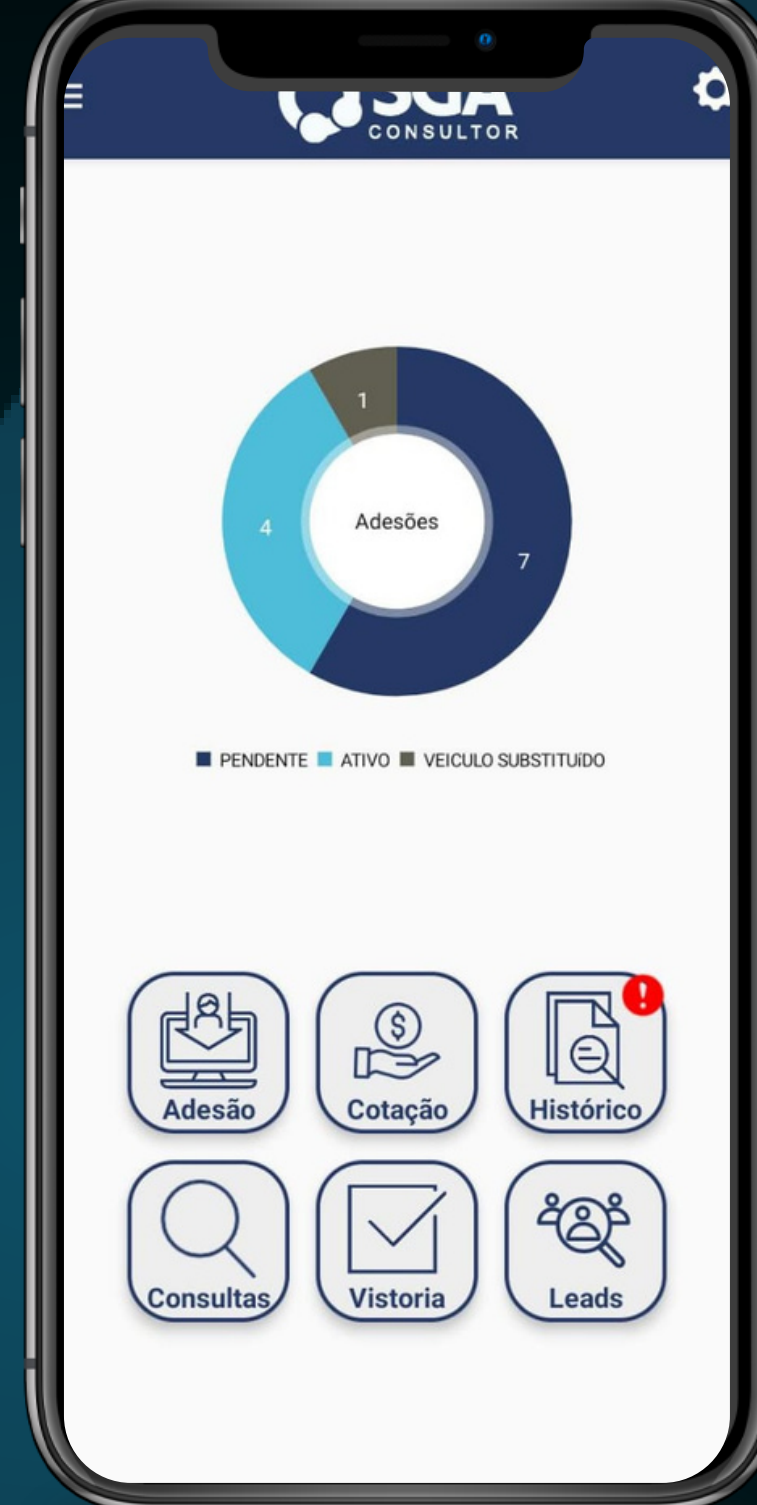 SGA
CONSULTOR
1
4
Adesões
7
PENDENTE ATIVO VEICULO SUBSTITUíDO
Adesão Cotação Histórico
Consultas Vistoria Leads